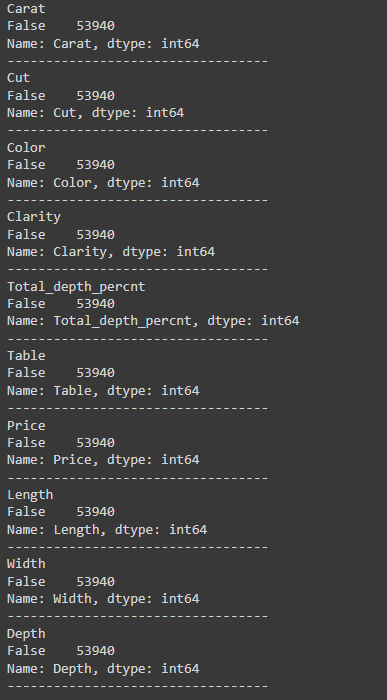 Carat
False    53940
Name: Carat, dtype: int64
----------------------------------
Cut
False    53940
Name: Cut, dtype: int64
----------------------------------
Color
False    53940
Name: Color, dtype: int64
----------------------------------
Clarity
False    53940
Name: Clarity, dtype: int64
----------------------------------
Total_depth_percnt
False    53940
Name: Total_depth_percnt, dtype: int64
----------------------------------
Table
False    53940
Name: Table, dtype: int64
----------------------------------
Price
False    53940
Name: Price, dtype: int64
----------------------------------
Length
False    53940
Name: Length, dtype: int64
----------------------------------
Width
False    53940
Name: Width, dtype: int64
----------------------------------
Depth
False    53940
Name: Depth, dtype: int64
----------------------------------